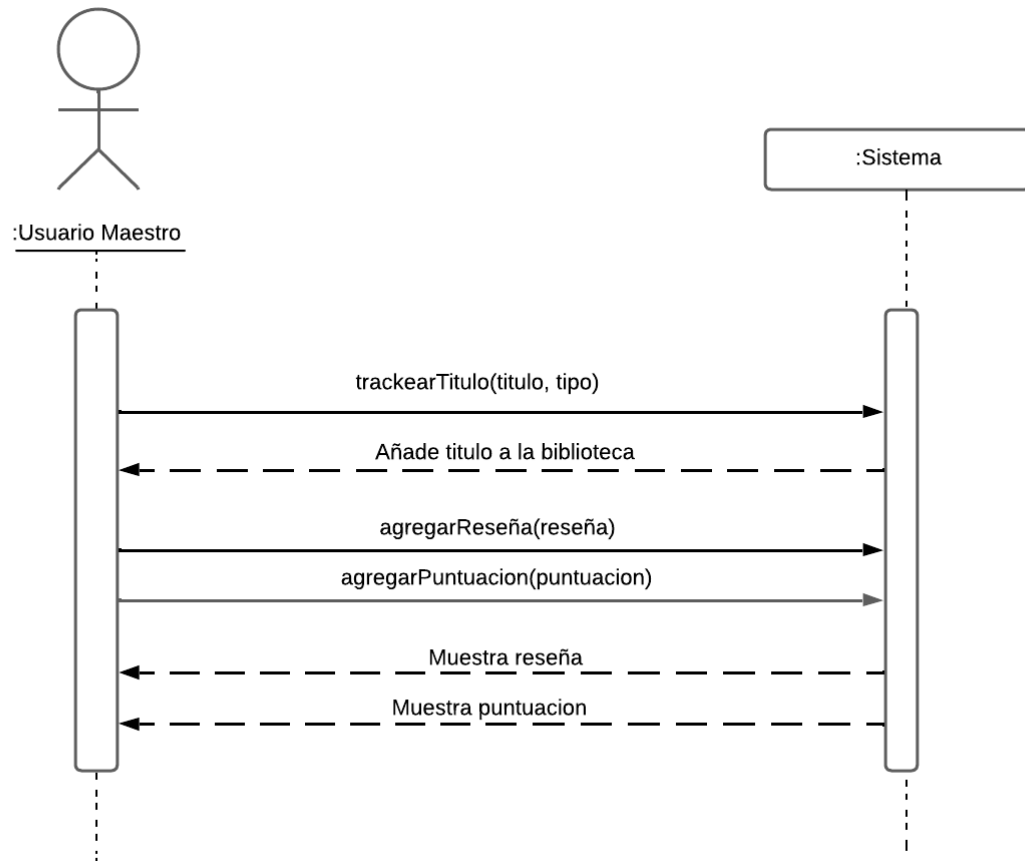 :Sistema
:Usuario Maestro
trackearTitulo(titulo, tipo)
Añade titulo a la biblioteca
agregarReseña(reseña)
agregarPuntuacion(puntuacion)
Muestra reseña
Muestra puntuacion